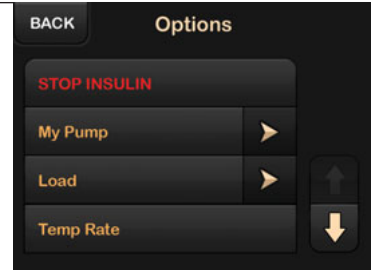 BACK
Options
STOP INSULIN
My Pump
Load
Temp Rate